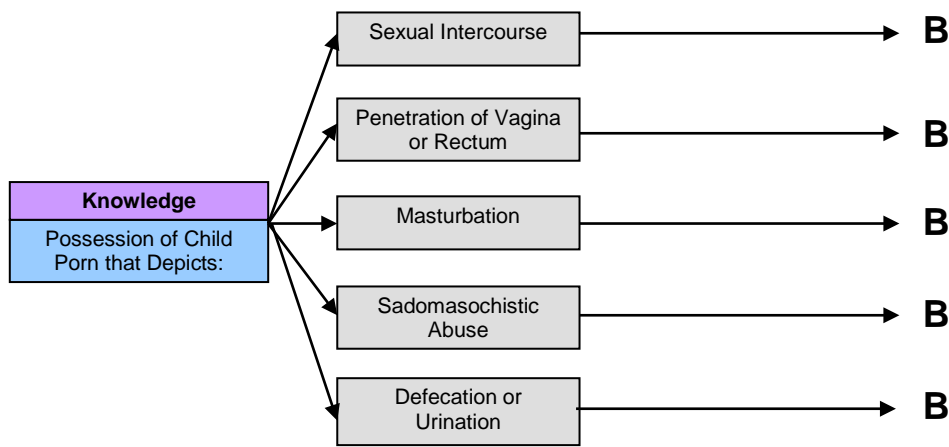 Sexual Intercourse
B
Penetration of Vagina
or Rectum
B
Knowledge
Possession of Child
Porn that Depicts:
Masturbation
B
Sadomasochistic
Abuse
B
Defecation or
Urination
B